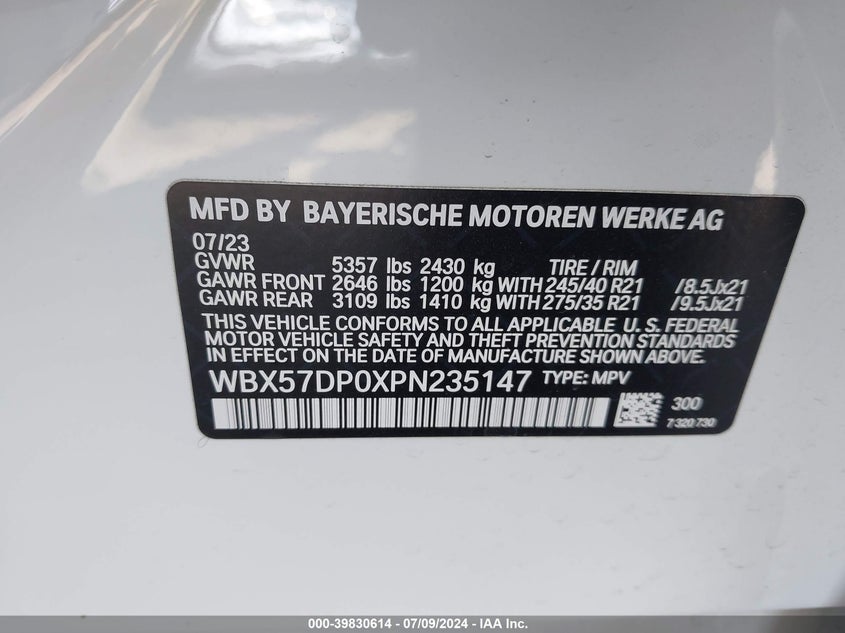 MFD BY BAYERISCHE MOTOREN WERKE AG
07/23
GVWR 5357 lbs 2430 kg TIRE / RIM
GAWR FRONT 2646 lbs 1200 kg WITH 245/40 R21 /8.5Jx21
GAWR REAR 3109 lbs 1410 kg WITH 275/35 R21 /9.5Jx21
THIS VEHICLE CONFORMS TO ALL APPLICABLE U. S. FEDERAL
MOTOR VEHICLE SAFETY AND THEFT PREVENTION STANDARDS
IN EFFECT ON THE DATE OF MANUFACTURE SHOWN ABOVE.
WBX57DP0XPN235147 TYPE: MPV
300
7 320 730
000-39830614 - 07/09/2024 - IAA Inc.